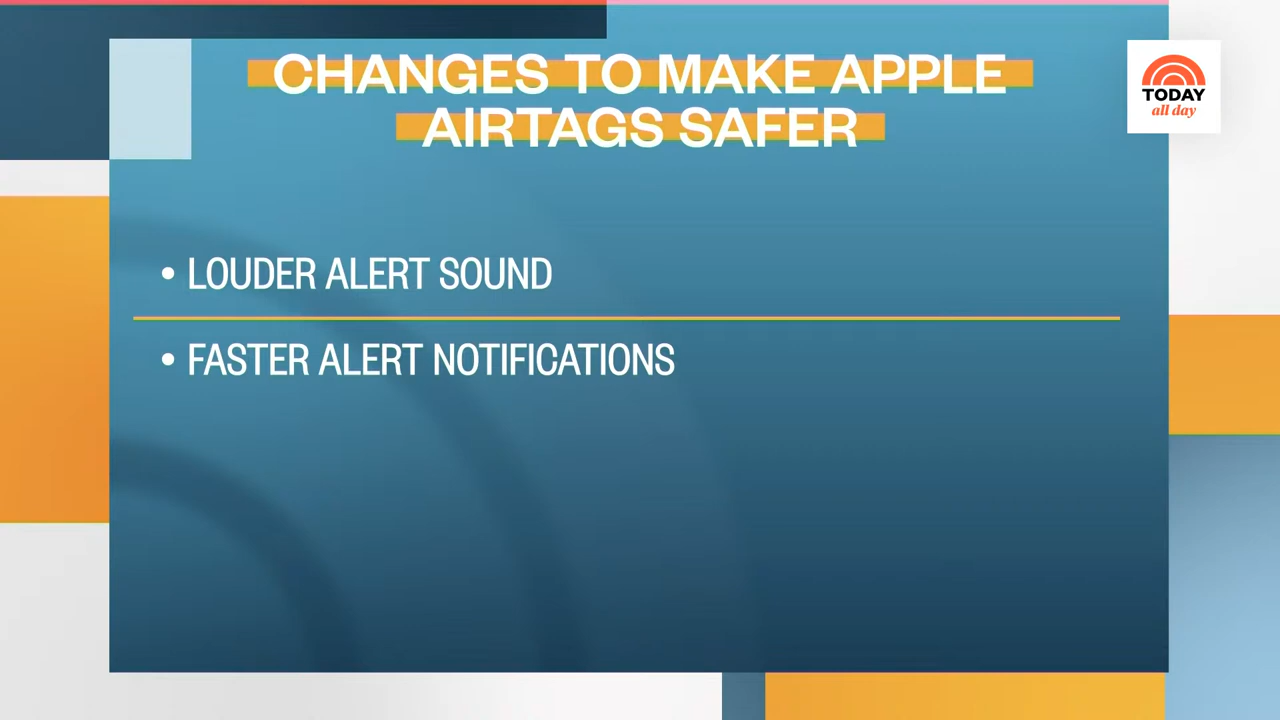 CHANGES TO MAKE APPLE
AIRTAGS SAFER
TODAY
all day
• LOUDER ALERT SOUND
• FASTER ALERT NOTIFICATIONS